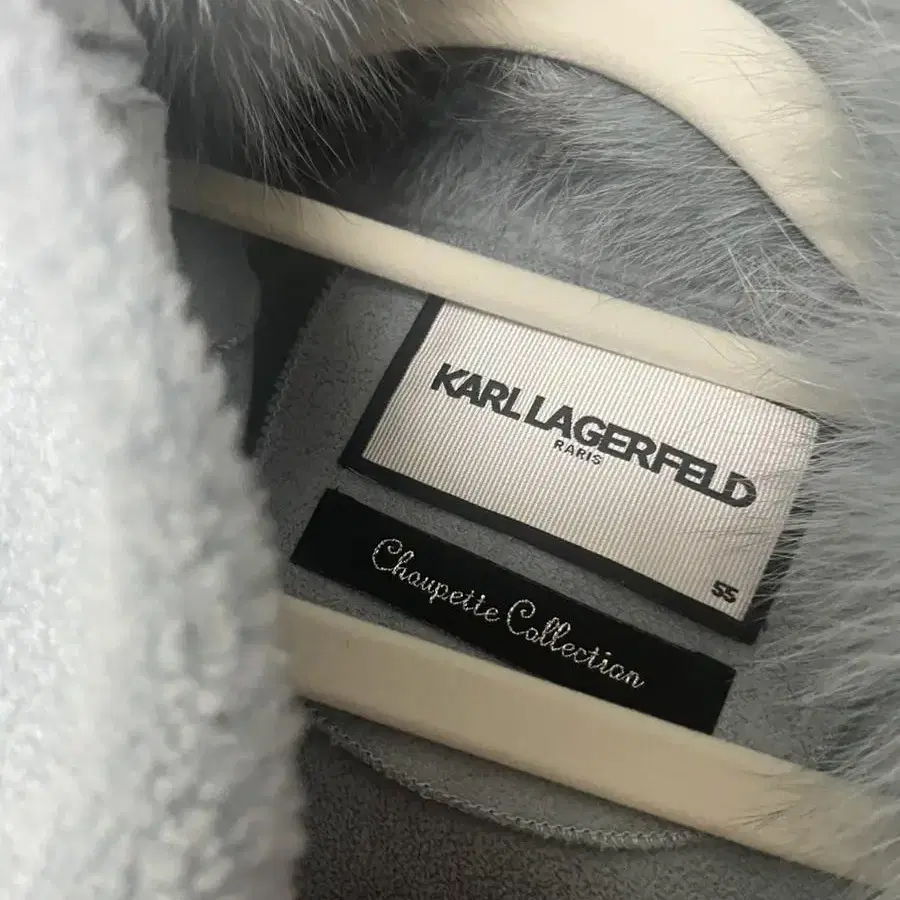 KARL LAGERFELD
PARIS
55
Choupette Collection